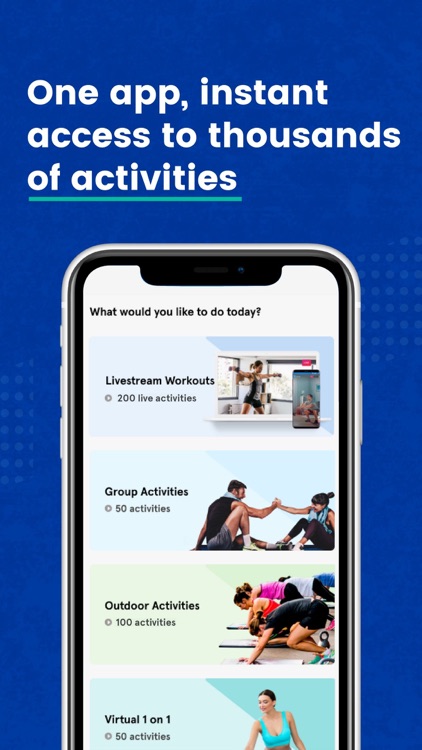 One app, instant
access to thousands
of activities
What would you like to do today?
Livestream Workouts
200 live activities
Group Activities
50 activities
Outdoor Activities
100 activities
Virtual 1 on 1
50 activities